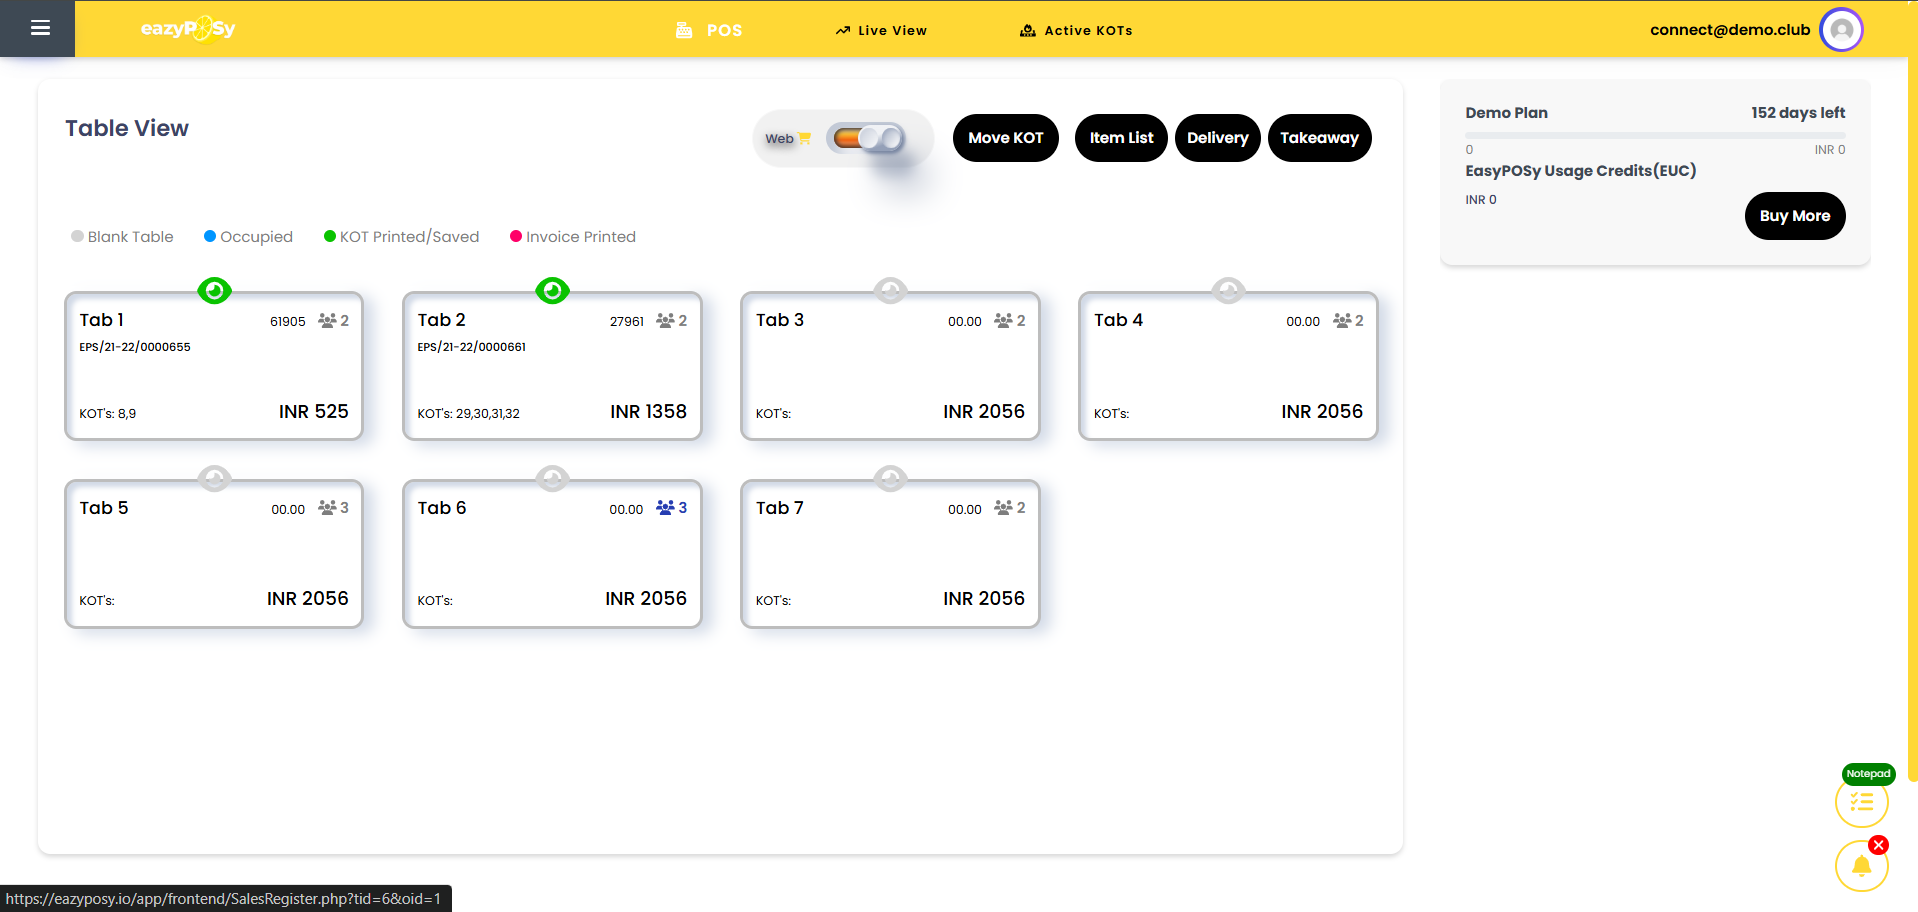 eazyPOSy
POS
Live View
Active KOTs
connect@demo.club
Table View
Web
Move KOT
Item List
Delivery
Takeaway
Demo Plan
152 days left
0
INR 0
EasyPOSy Usage Credits(EUC)
INR 0
Buy More
Blank Table
Occupied
KOT Printed/Saved
Invoice Printed
Tab 1
61905
2
EPS/21-22/0000655
KOT's: 8,9
INR 525
Tab 2
27961
2
EPS/21-22/0000661
KOT's: 29,30,31,32
INR 1358
Tab 3
00.00
2
KOT's:
INR 2056
Tab 4
00.00
2
KOT's:
INR 2056
Tab 5
00.00
3
KOT's:
INR 2056
Tab 6
00.00
3
KOT's:
INR 2056
Tab 7
00.00
2
KOT's:
INR 2056
Notepad
https://eazyposy.io/app/frontend/SalesRegister.php?tid=6&oid=1